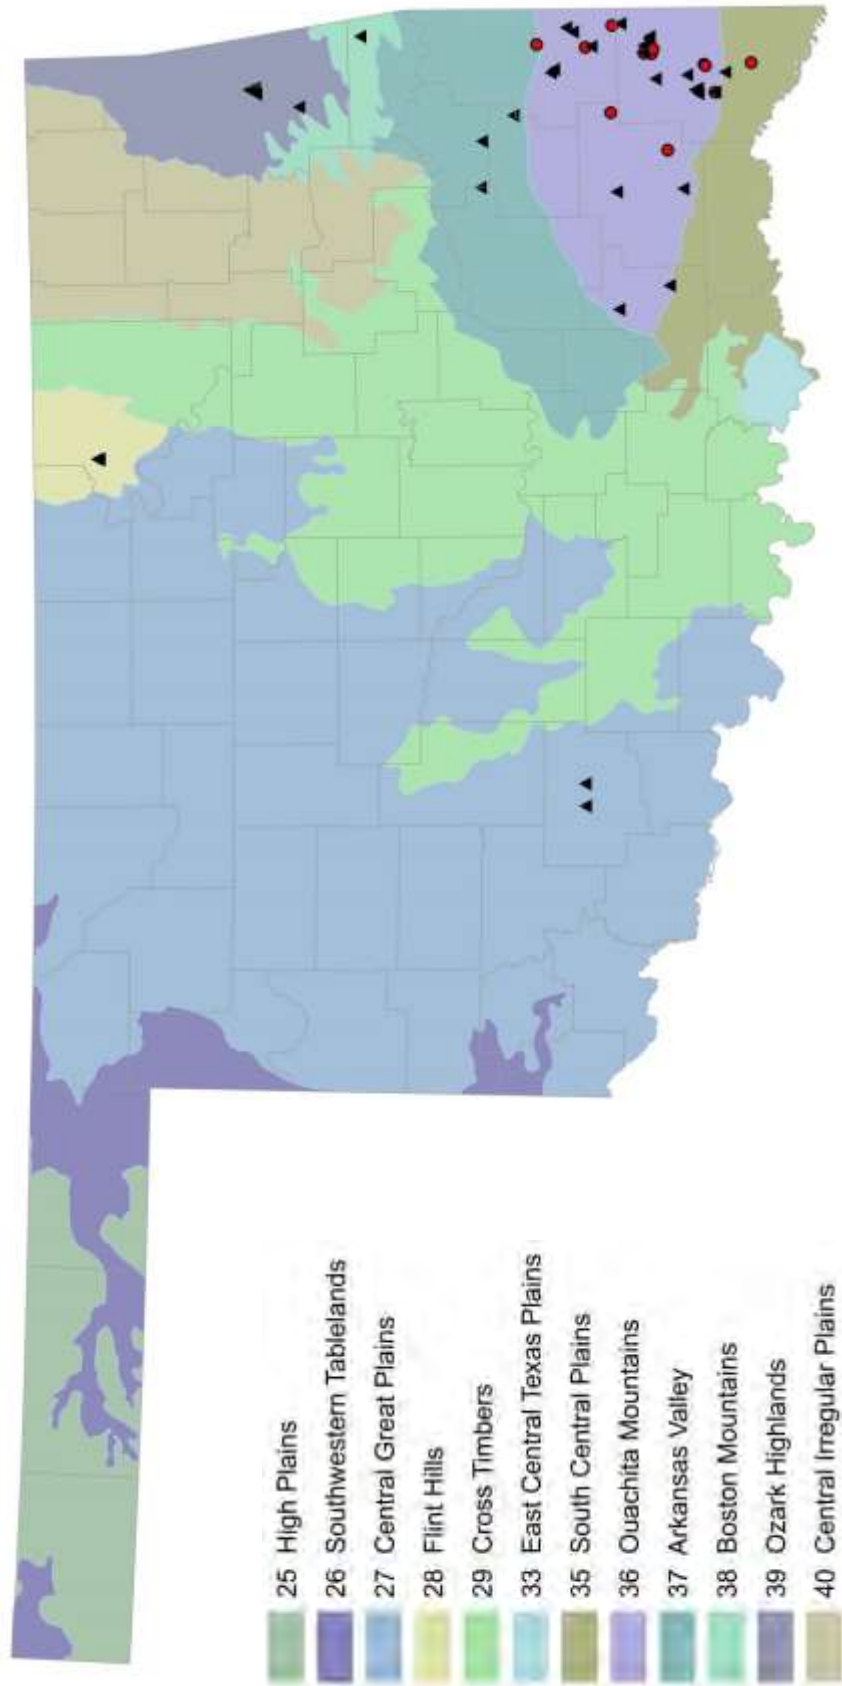 25 High Plains
26 Southwestern Tablelands
27 Central Great Plains
28 Flint Hills
29 Cross Timbers
33 East Central Texas Plains
35 South Central Plains
36 Ouachita Mountains
37 Arkansas Valley
38 Boston Mountains
39 Ozark Highlands
40 Central Irregular Plains